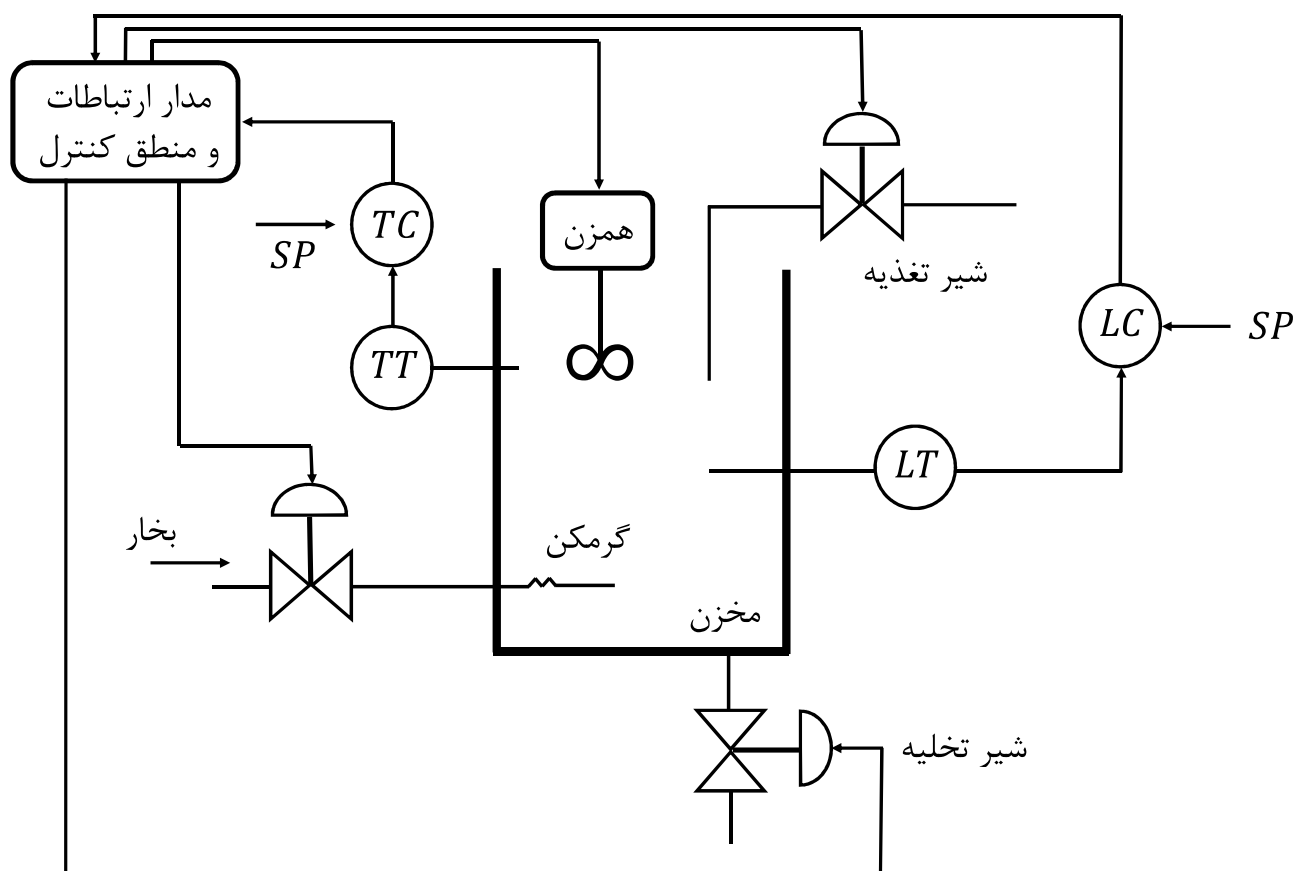 مدار ارتباطات
و منطق کنترل
TC
SP
همزن
شیر تغذیه
LC
SP
TT
LT
بخار
گرمکن
مخزن
شیر تخلیه